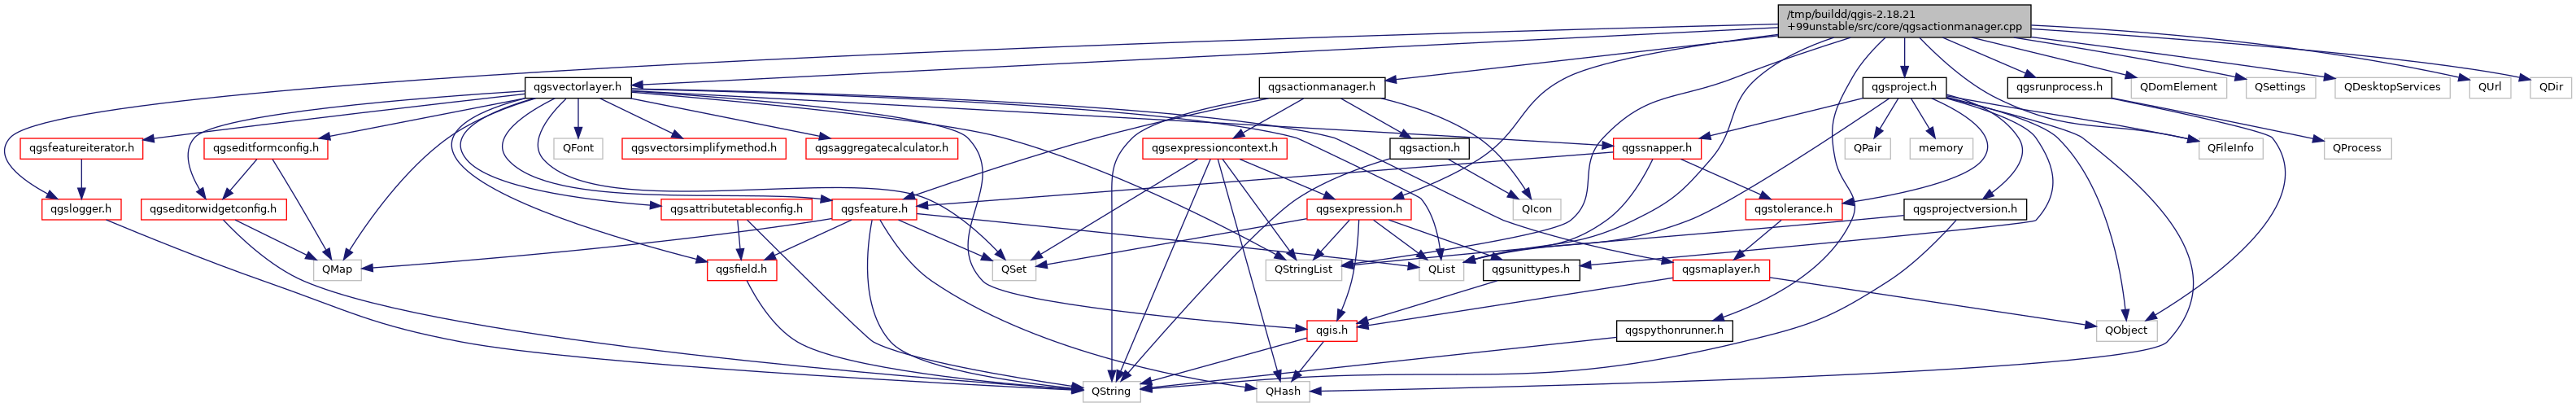 /tmp/buildd/qgis-2.18.21
+99unstable/src/core/qgsactionmanager.cpp
qgsvectorlayer.h
qgsactionmanager.h
qgsproject.h
qgsrunprocess.h
QDomElement
QSettings
QDesktopServices
QUrl
QDir
qgsfeatureiterator.h
qgseditformconfig.h
QFont
qgsvectorsimplifymethod.h
qgsaggregatecalculator.h
qgsexpressioncontext.h
qgsaction.h
qgssnapper.h
QPair
memory
QFileInfo
QProcess
qgslogger.h
qgseditorwidgetconfig.h
qgsattributetableconfig.h
qgsfeature.h
qgsexpression.h
QIcon
qgstolerance.h
qgsprojectversion.h
QMap
qgsfield.h
QSet
QStringList
QList
qgsunittypes.h
qgsmaplayer.h
qgis.h
qgspythonrunner.h
QObject
QString
QHash